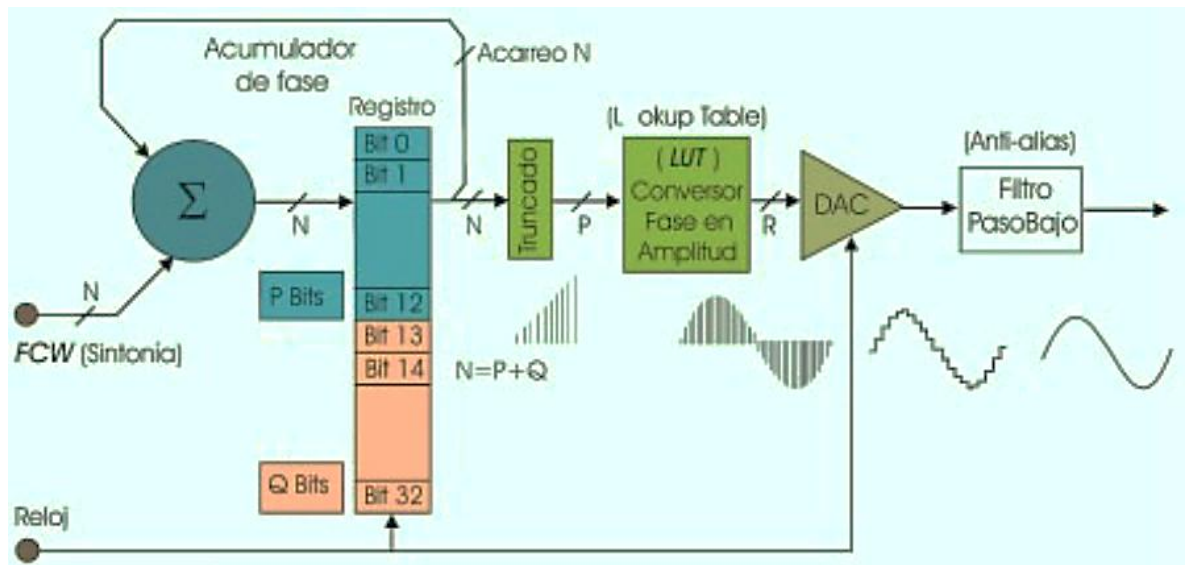 Acumulador
de fase
Acarreo N
Registro
Bit 0
Bit 1
Bit 12
Bit 13
Bit 14
Bit 32
Σ
N
N
FCW (Sintonía)
P Bits
Q Bits
N=P+Q
N
Truncado
P
(L okup Table)
( LUT )
Conversor
Fase en
Amplitud
R
DAC
(Anti-alias)
Filtro
PasoBajo
Reloj